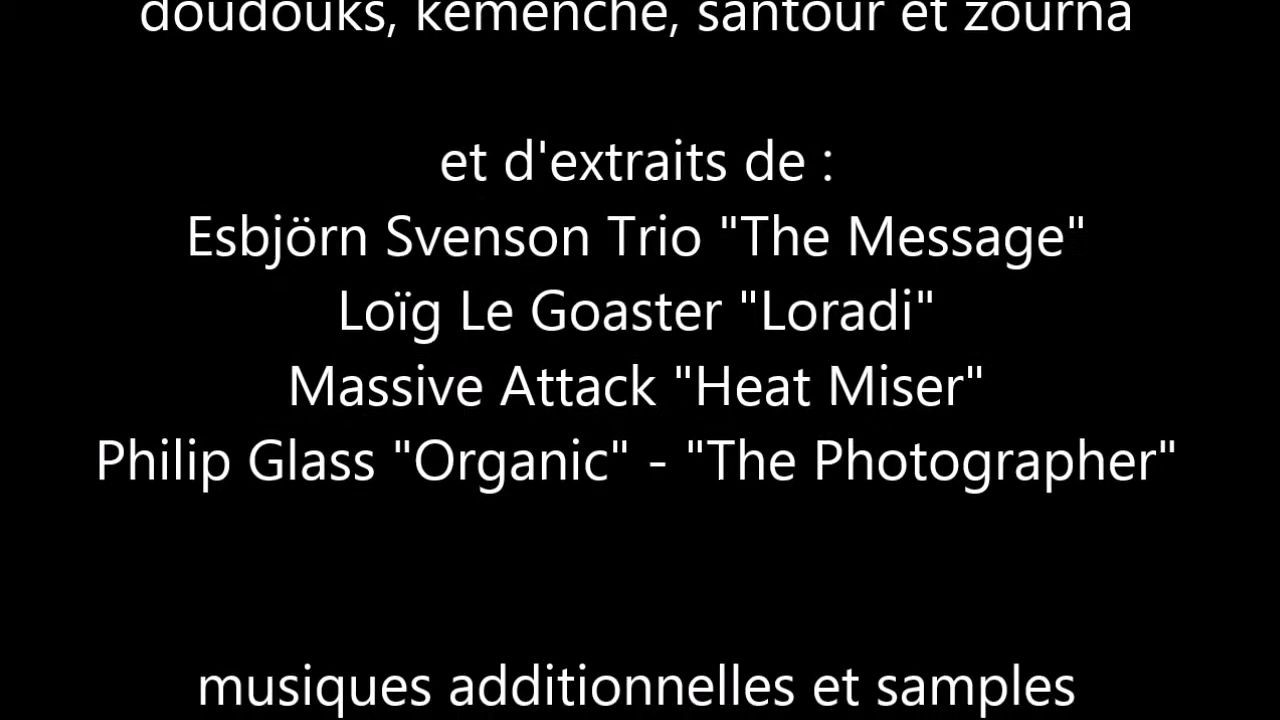 doudouks, kemenche, santour et zourna
et d'extraits de :
Esbjörn Svenson Trio "The Message"
Loïg Le Goaster "Loradi"
Massive Attack "Heat Miser"
Philip Glass "Organic" - "The Photographer"
musiques additionnelles et samples